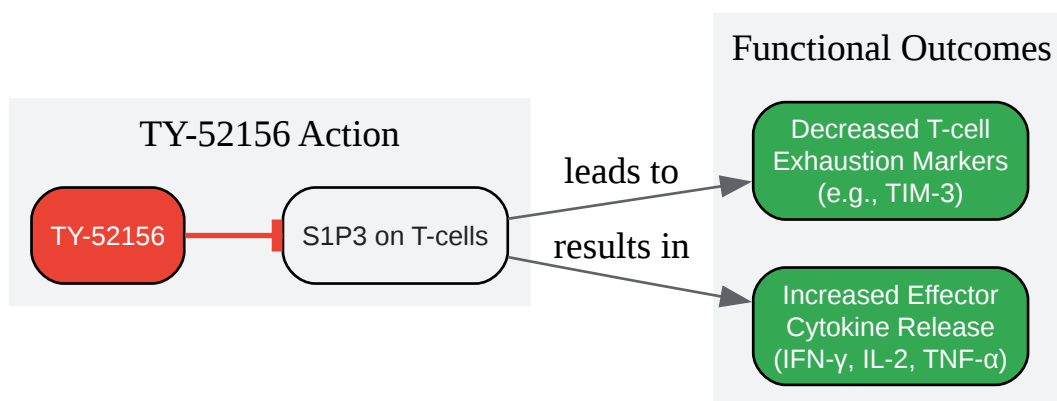 TY-52156 Action
TY-52156
S1P3 on T-cells
leads to
results in
Functional Outcomes
Decreased T-cell
Exhaustion Markers
(e.g., TIM-3)
Increased Effector
Cytokine Release
(IFN-γ, IL-2, TNF-α)